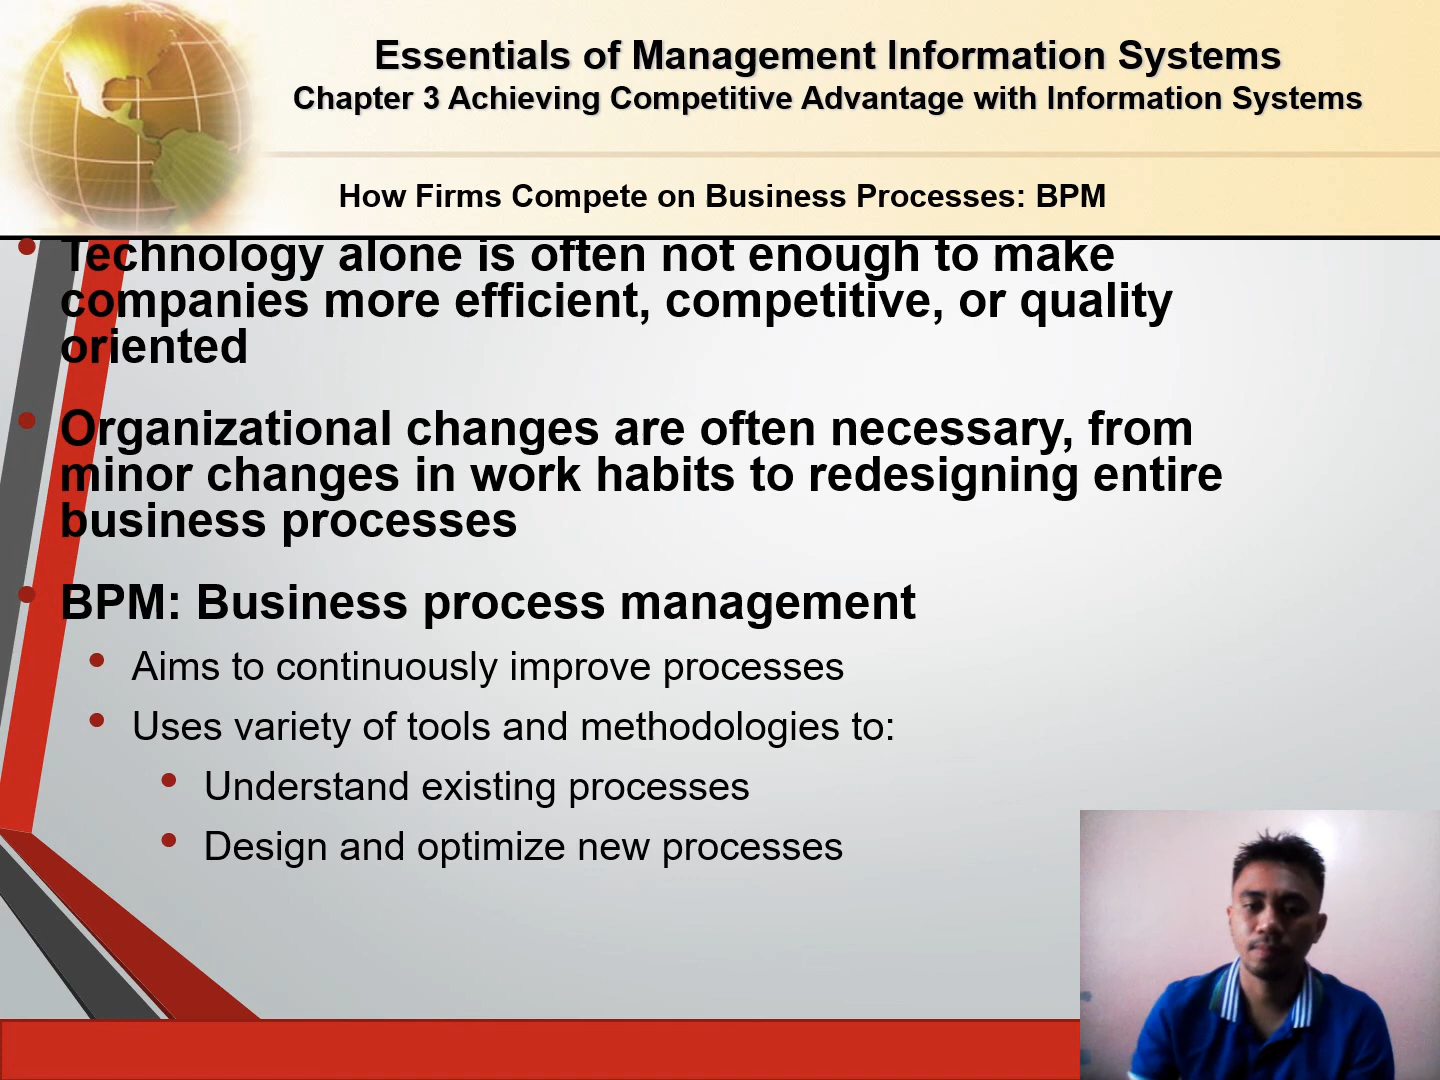 Essentials of Management Information Systems
Chapter 3 Achieving Competitive Advantage with Information Systems
How Firms Compete on Business Processes: BPM
• Technology alone is often not enough to make
companies more efficient, competitive, or quality
oriented
• Organizational changes are often necessary, from
minor changes in work habits to redesigning entire
business processes
• BPM: Business process management
• Aims to continuously improve processes
• Uses variety of tools and methodologies to:
• Understand existing processes
• Design and optimize new processes